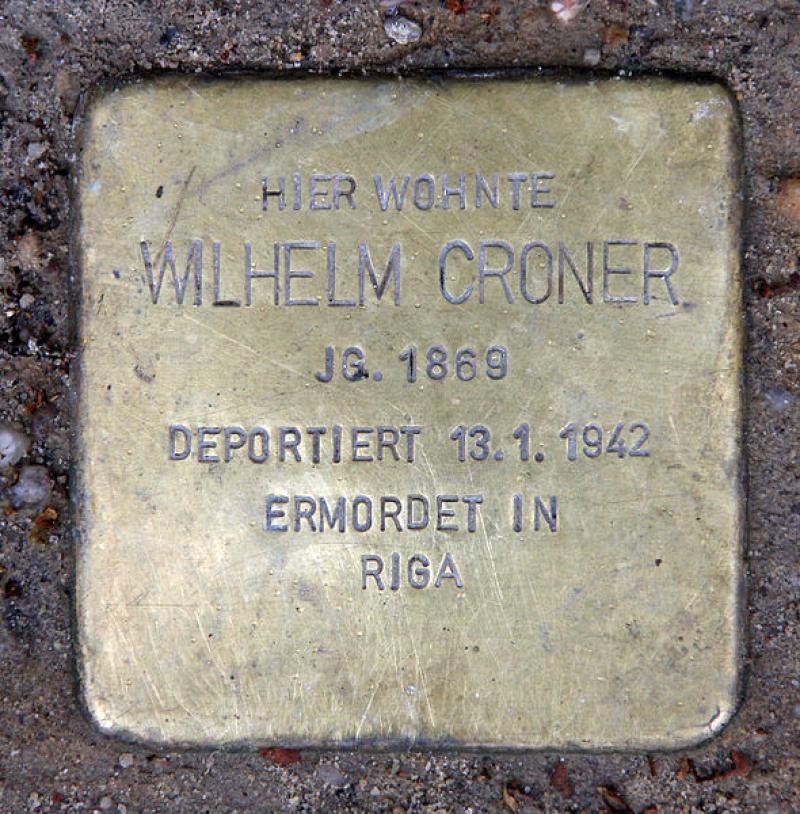 HIER WOHNTE
WILHELM CRONER
JG. 1869
DEPORTIERT 13.1.1942
ERMORDET IN
RIGA